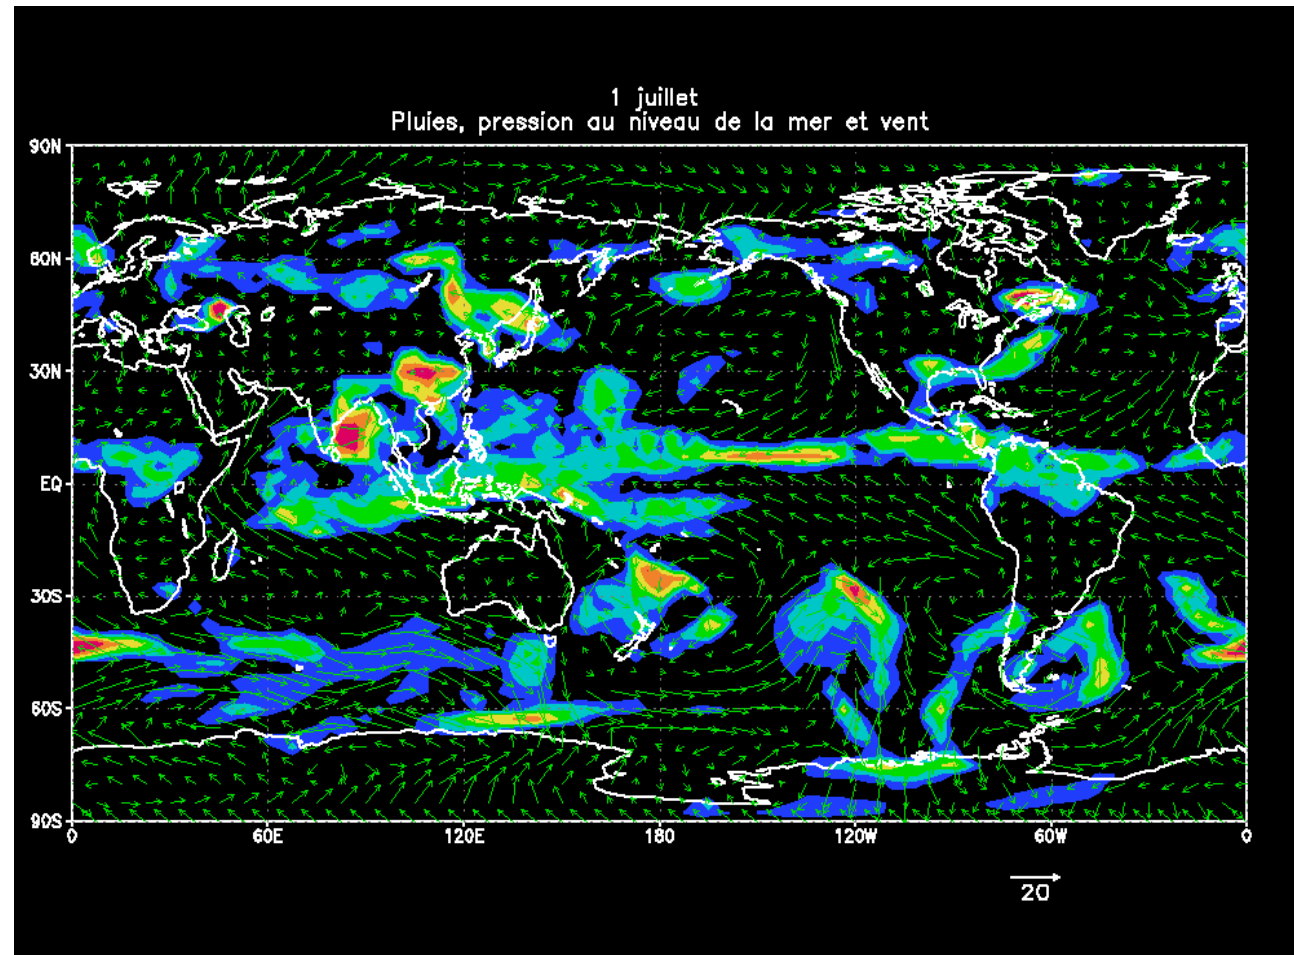 1 juillet
Pluies, pression au niveau de la mer et vent
90N
60N
30N
EQ
30S
60S
90S
0 60E 120E 180 120W 60W 0
20